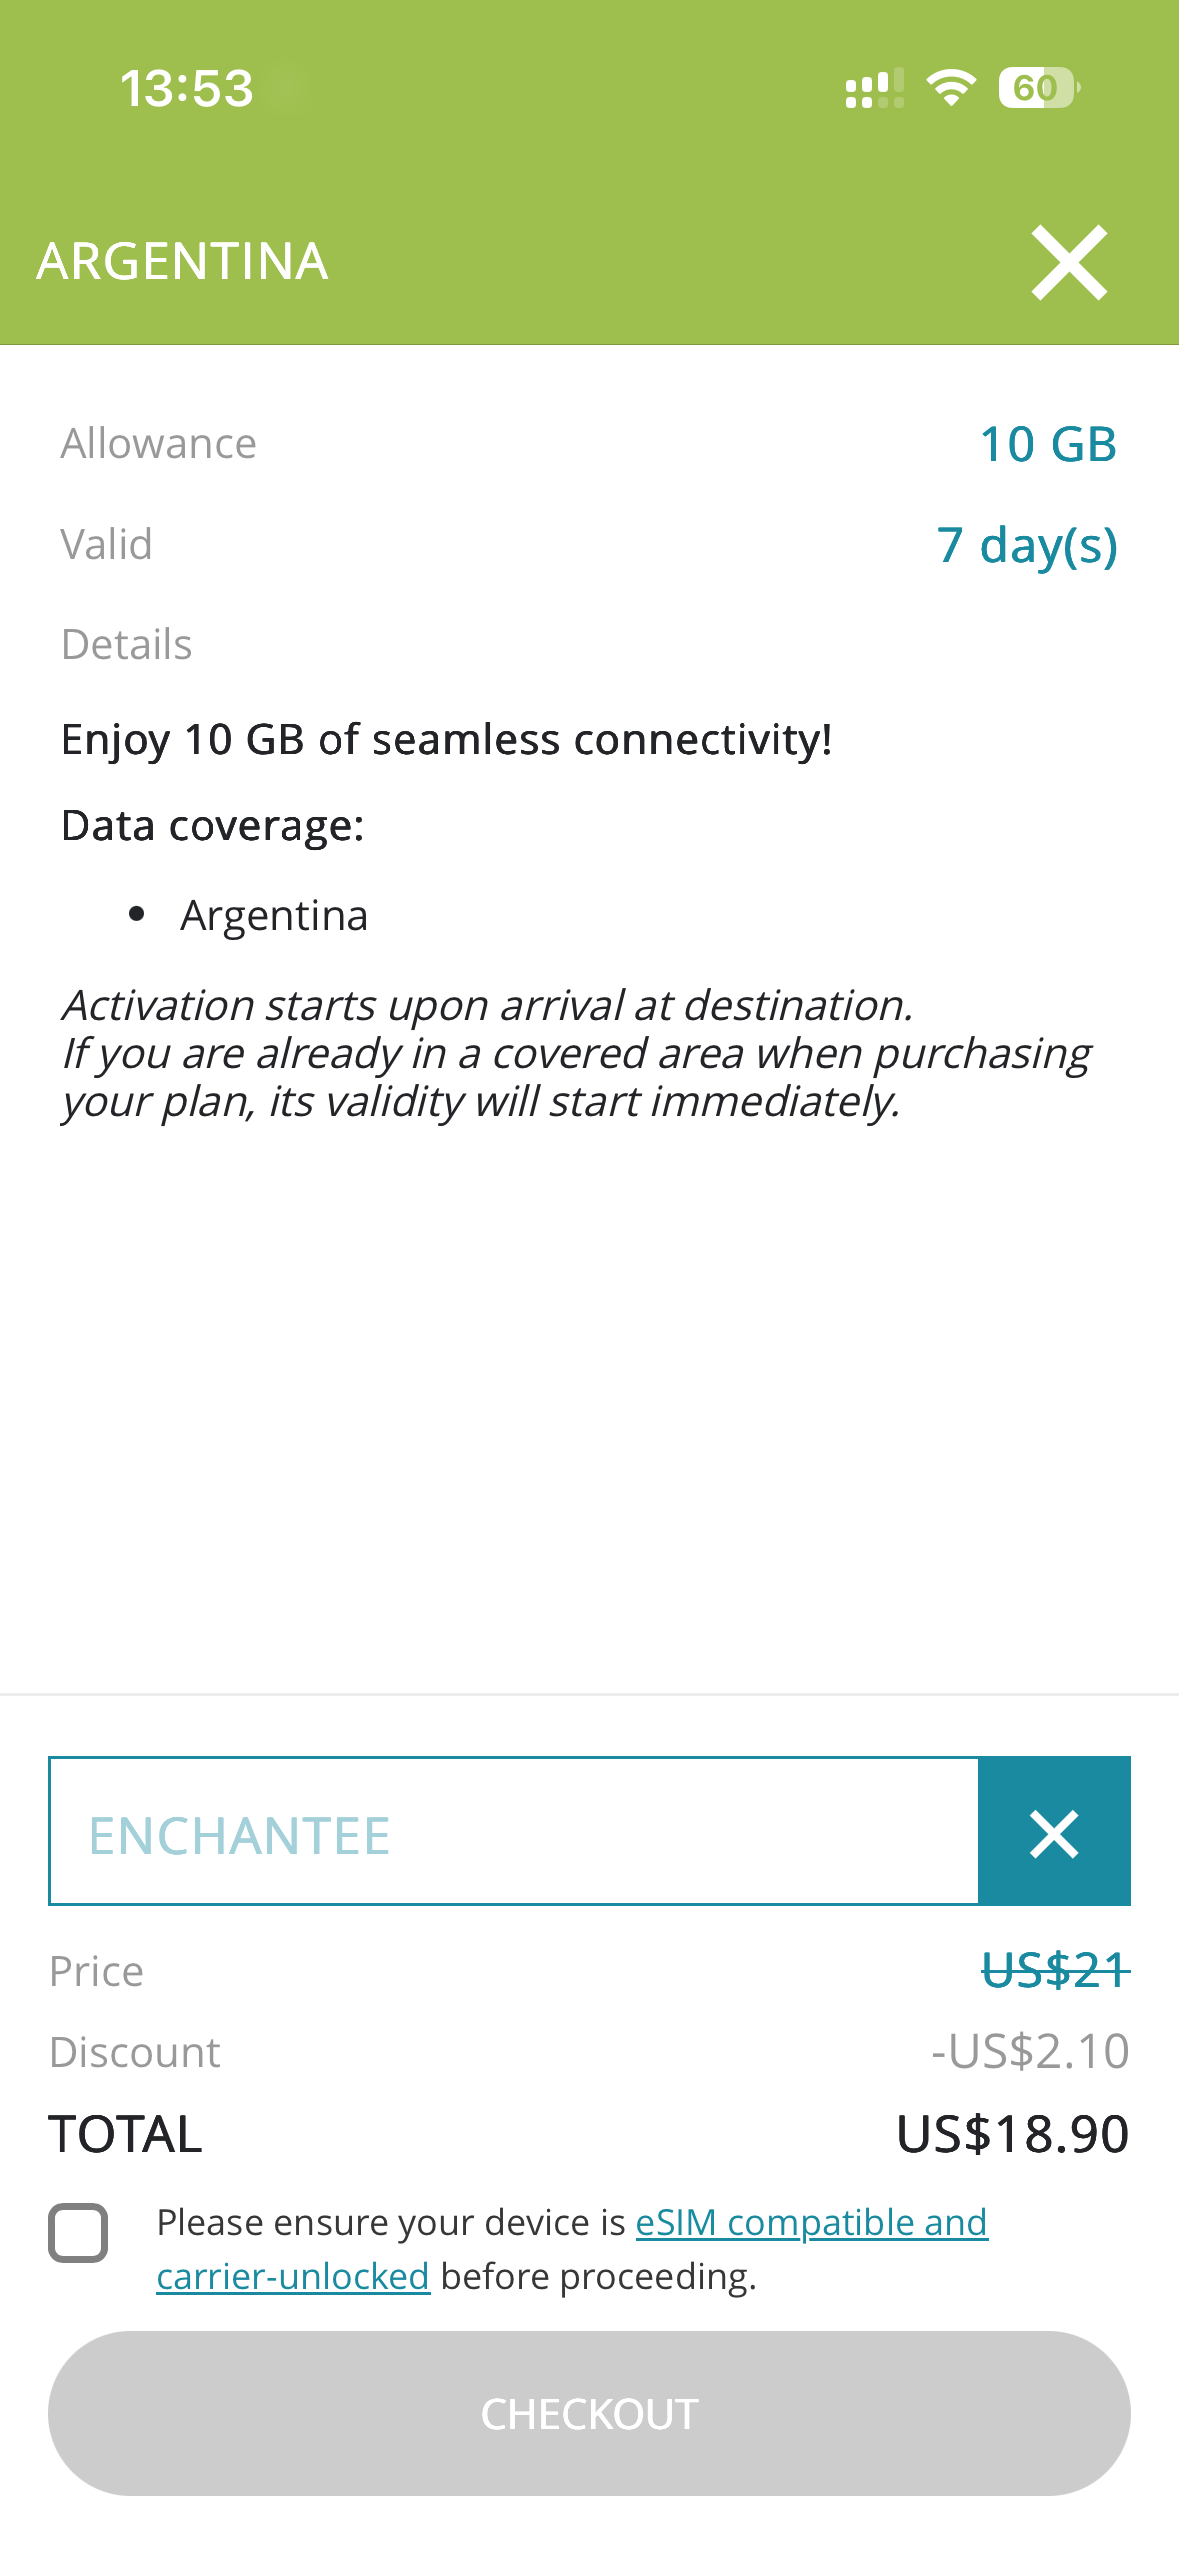 13:53
60
ARGENTINA
Allowance
10 GB
Valid
7 day(s)
Details
Enjoy 10 GB of seamless connectivity!
Data coverage:
• Argentina
Activation starts upon arrival at destination.
If you are already in a covered area when purchasing
your plan, its validity will start immediately.
ENCHANTEE
Price
US$21
Discount
-US$2.10
TOTAL
US$18.90
Please ensure your device is eSIM compatible and
carrier-unlocked before proceeding.
CHECKOUT